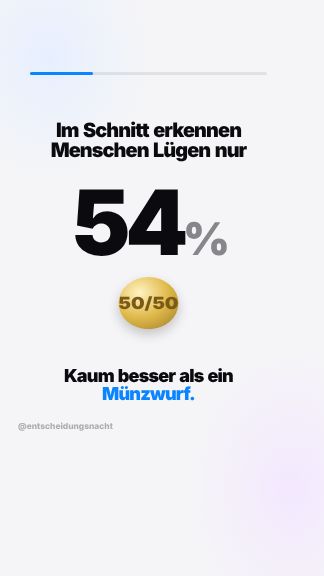 Im Schnitt erkennen
Menschen Lügen nur
54%
50/50
Kaum besser als ein
Münzwurf.
@entscheidungsnacht